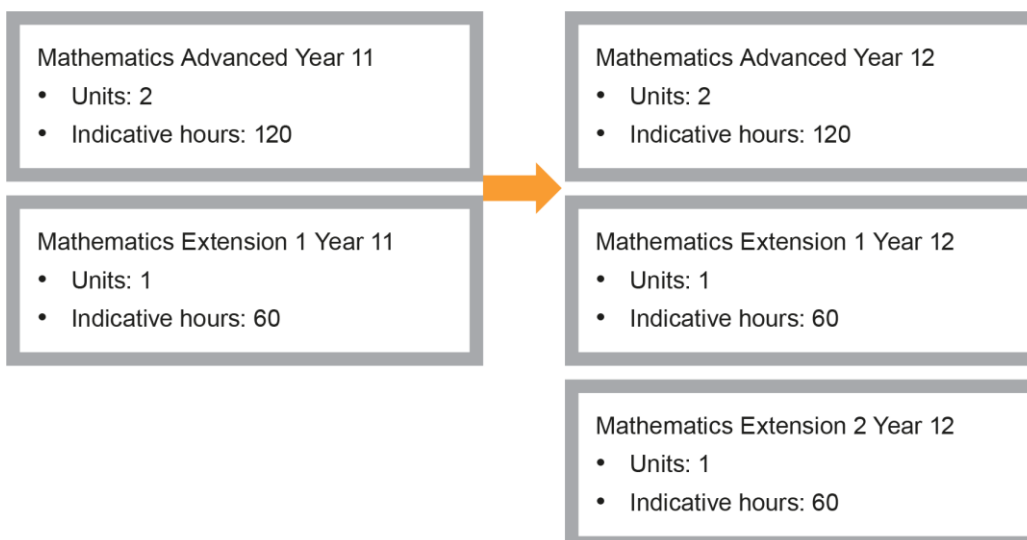 Mathematics Advanced Year 11
• Units: 2
• Indicative hours: 120
Mathematics Extension 1 Year 11
• Units: 1
• Indicative hours: 60
Mathematics Advanced Year 12
• Units: 2
• Indicative hours: 120
Mathematics Extension 1 Year 12
• Units: 1
• Indicative hours: 60
Mathematics Extension 2 Year 12
• Units: 1
• Indicative hours: 60